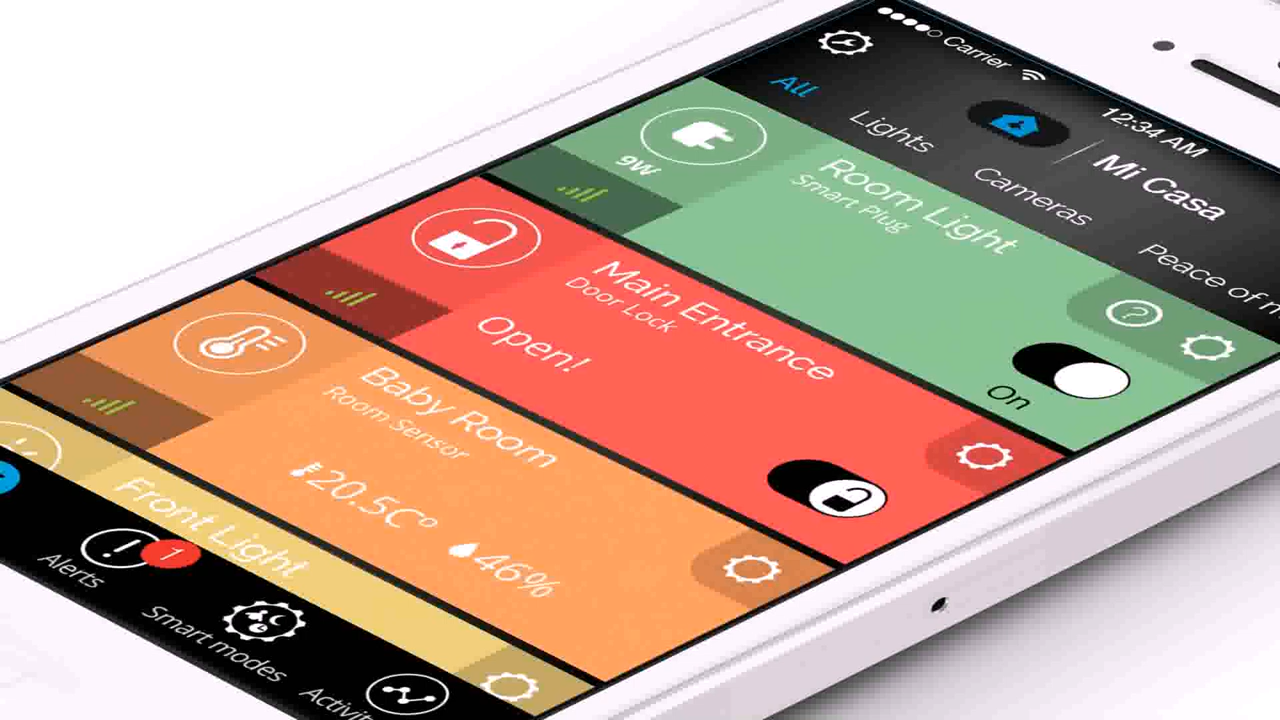 Carrier 12:34 AM
Mi Casa
All Lights Cameras Peace of
Room Light
Smart Plug
9W
On
Main Entrance
Door Lock
Open!
Baby Room
Room Sensor
20.5C°
46%
Front Light
1
Alerts
Smart modes